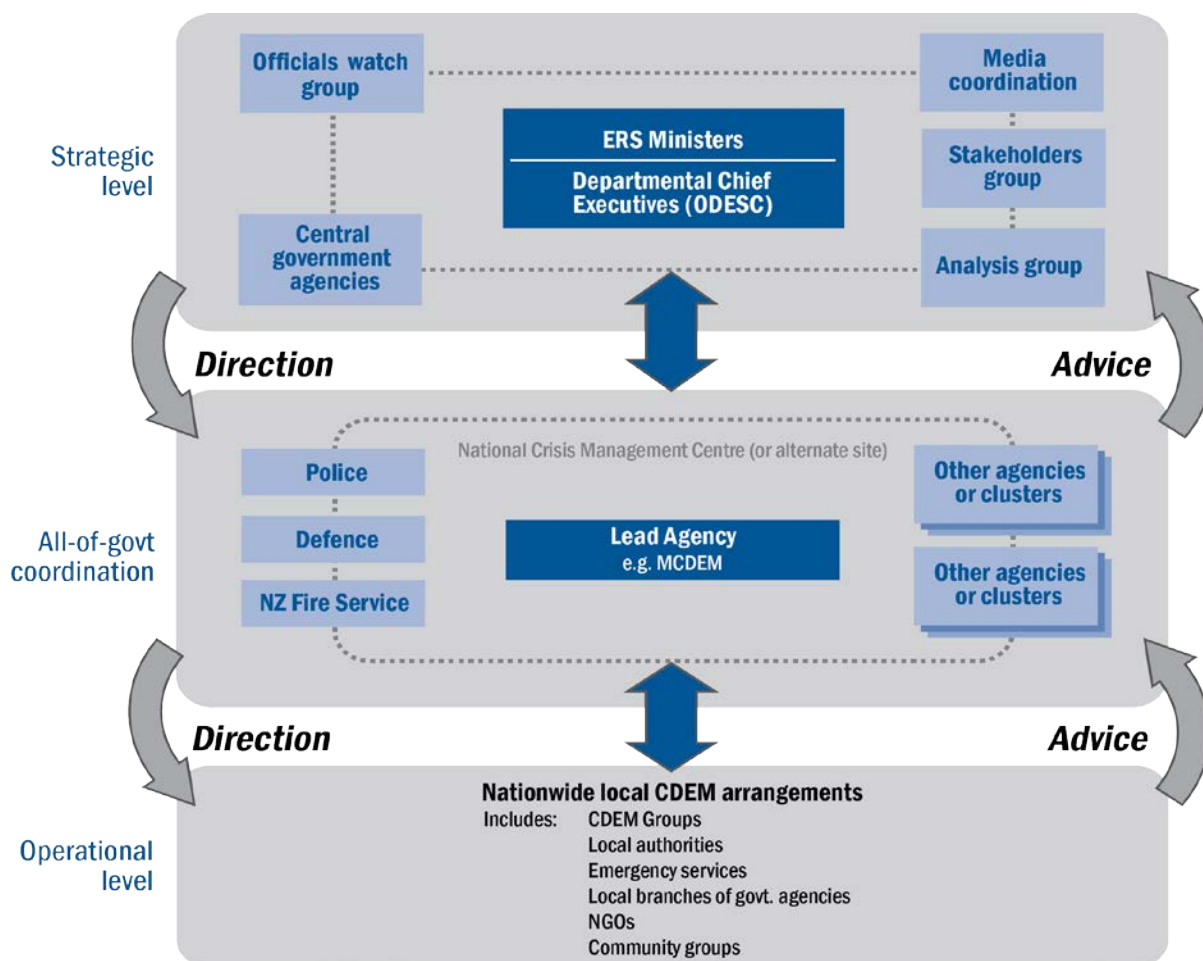 Officials watch
group
Media
coordination
ERS Ministers
Departmental Chief
Executives (ODESC)
Strategic
level
Stakeholders
group
Central
government
agencies
Analysis group
Direction
Advice
National Crisis Management Centre (or alternate site)
Police
Other agencies
or clusters
All-of-govt
coordination
Defence
Lead Agency
e.g. MCDEM
NZ Fire Service
Other agencies
or clusters
Direction
Advice
Operational
level
Nationwide local CDEM arrangements
Includes: CDEM Groups
Local authorities
Emergency services
Local branches of govt. agencies
NGOs
Community groups